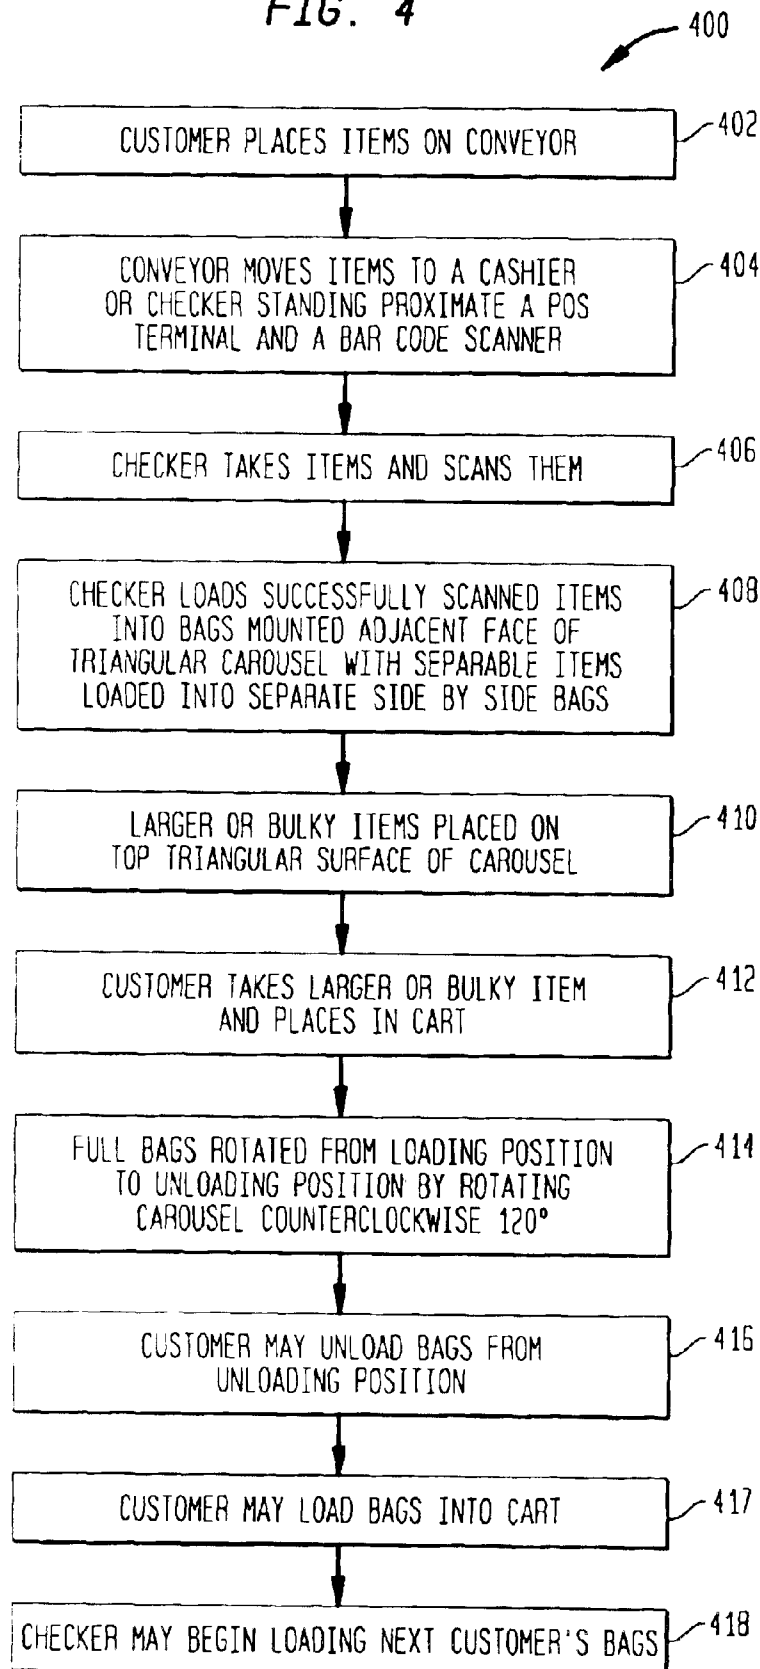 FIG. 4
400
CUSTOMER PLACES ITEMS ON CONVEYOR
402
CONVEYOR MOVES ITEMS TO A CASHIER
OR CHECKER STANDING PROXIMATE A POS
TERMINAL AND A BAR CODE SCANNER
404
CHECKER TAKES ITEMS AND SCANS THEM
406
CHECKER LOADS SUCCESSFULLY SCANNED ITEMS
INTO BAGS MOUNTED ADJACENT FACE OF
TRIANGULAR CAROUSEL WITH SEPARABLE ITEMS
LOADED INTO SEPARATE SIDE BY SIDE BAGS
408
LARGER OR BULKY ITEMS PLACED ON
TOP TRIANGULAR SURFACE OF CAROUSEL
410
CUSTOMER TAKES LARGER OR BULKY ITEM
AND PLACES IN CART
412
FULL BAGS ROTATED FROM LOADING POSITION
TO UNLOADING POSITION BY ROTATING
CAROUSEL COUNTERCLOCKWISE 120°
414
CUSTOMER MAY UNLOAD BAGS FROM
UNLOADING POSITION
416
CUSTOMER MAY LOAD BAGS INTO CART
417
CHECKER MAY BEGIN LOADING NEXT CUSTOMER'S BAGS
418